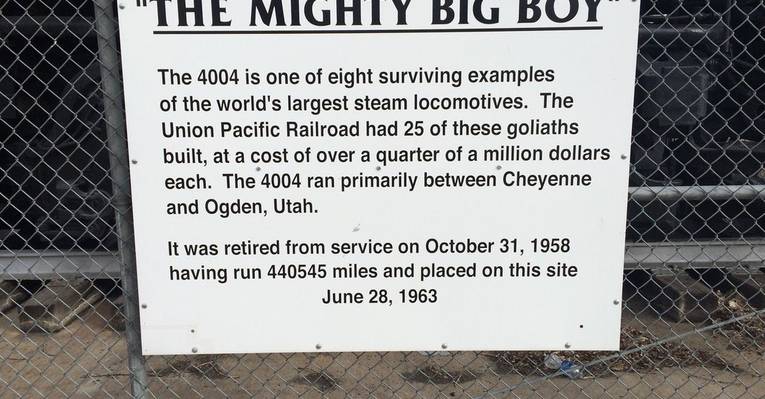 "THE MIGHTY BIG BOY"
The 4004 is one of eight surviving examples
of the world's largest steam locomotives. The
Union Pacific Railroad had 25 of these goliaths
built, at a cost of over a quarter of a million dollars
each. The 4004 ran primarily between Cheyenne
and Ogden, Utah.
It was retired from service on October 31, 1958
having run 440545 miles and placed on this site
June 28, 1963